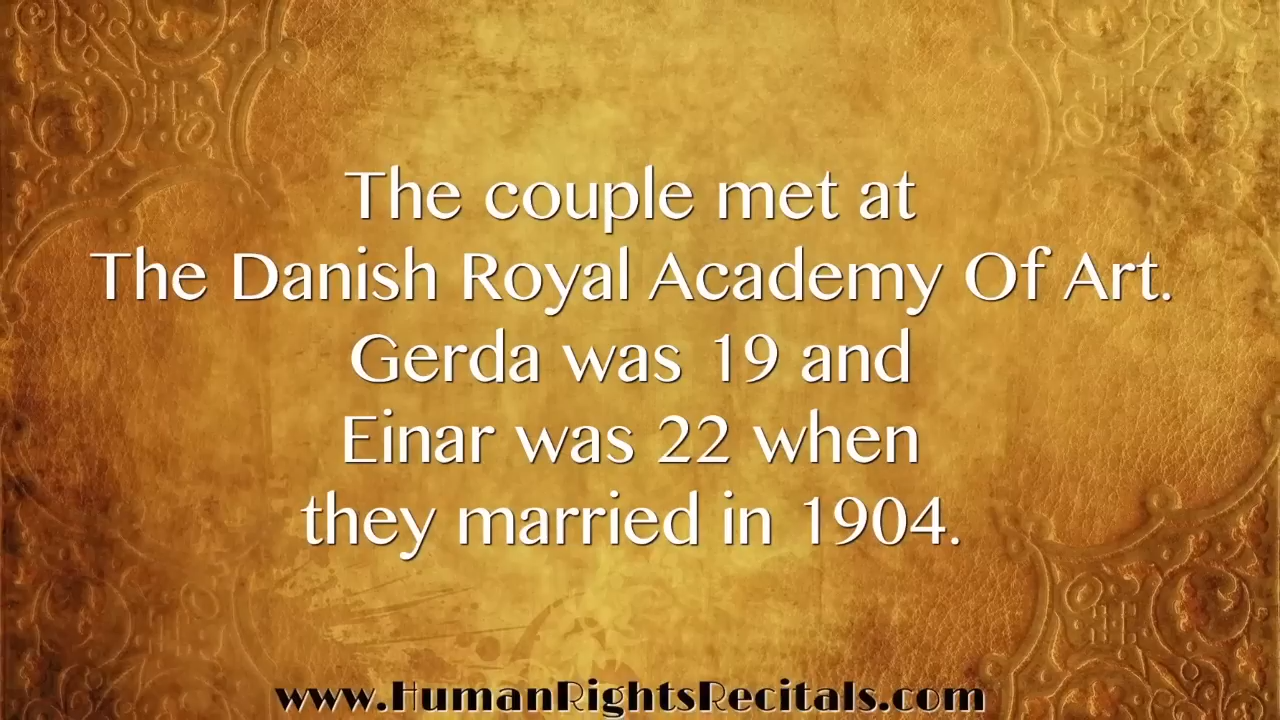 The couple met at
The Danish Royal Academy Of Art.
Gerda was 19 and
Einar was 22 when
they married in 1904.
www.HumanRightsRecitals.com